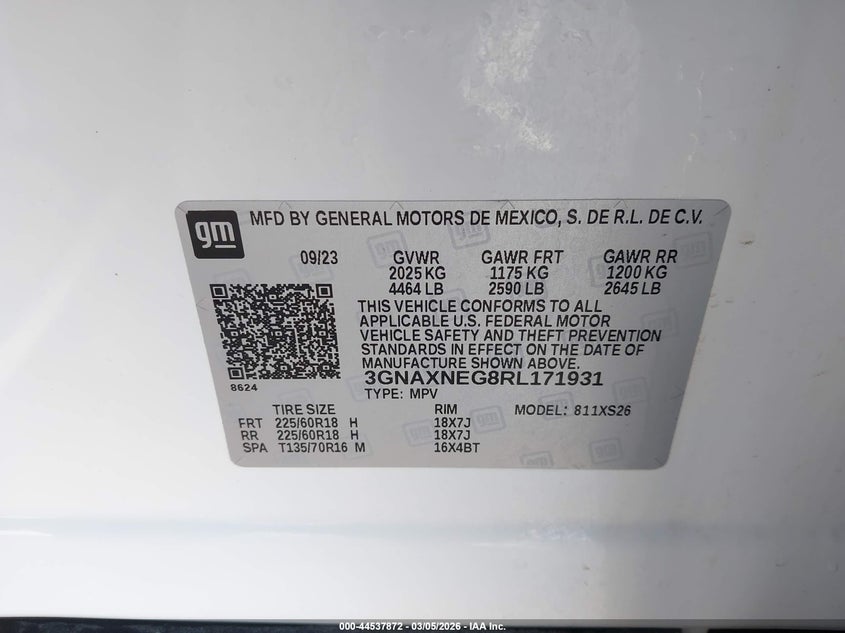 gm MFD BY GENERAL MOTORS DE MEXICO, S. DE R.L. DE C.V.
09/23 GVWR GAWR FRT GAWR RR
2025 KG 1175 KG 1200 KG
4464 LB 2590 LB 2645 LB
THIS VEHICLE CONFORMS TO ALL
APPLICABLE U.S. FEDERAL MOTOR
VEHICLE SAFETY AND THEFT PREVENTION
STANDARDS IN EFFECT ON THE DATE OF
MANUFACTURE SHOWN ABOVE.
8624 3GNAXNEG8RL171931
TYPE: MPV
TIRE SIZE RIM MODEL: 811XS26
FRT 225/60R18 H 18X7J
RR 225/60R18 H 18X7J
SPA T135/70R16 M 16X4BT
000-44537872 — 03/05/2026 — IAA Inc.